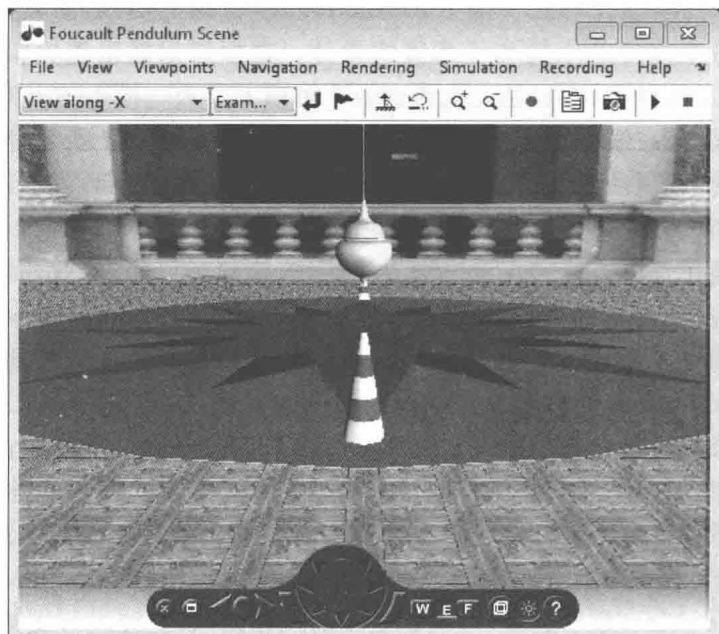 Foucault Pendulum Scene
File View Viewpoints Navigation Rendering Simulation Recording Help
View along -X Exam...
W E F ?